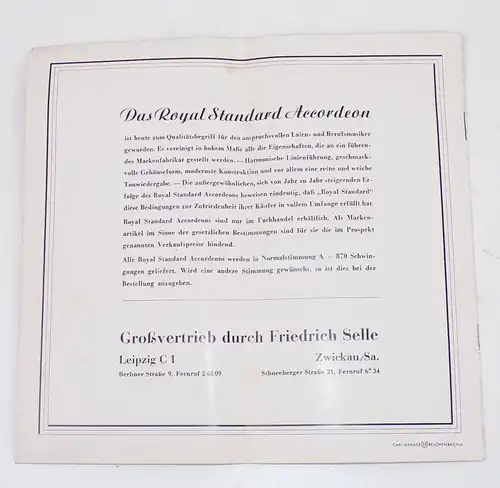 Das Royal Standard Accordeon
ist heute zum Qualitätsbegriff für den anspruchsvollen Laien- und Berufsmusiker
geworden. Es vereinigt in hohem Maße alle die Eigenschaften, die an ein führen-
des Markenfabrikat gestellt werden. — Harmonische Linienführung, geschmack-
volle Gehäuseform, modernste Konstruktion und vor allem eine reine und weiche
Tonwiedergabe. — Die außergewöhnlichen, sich von Jahr zu Jahr steigernden Er-
folge des Royal Standard Accordeons beweisen eindeutig, daß „Royal Standard“
diese Bedingungen zur Zufriedenheit ihrer Käufer in vollem Umfange erfüllt hat
Royal Standard Accordeons sind nur im Fachhandel erhältlich. Als Marken-
artikel im Sinne der gesetzlichen Bestimmungen sind für sie die im Prospekt
genannten Verkaufspreise bindend.
Alle Royal Standard Accordeons werden in Normalstimmung A — 870 Schwin-
gungen geliefert. Wird eine andere Stimmung gewünscht, so ist dies bei der
Bestellung anzugeben.
Großvertrieb durch Friedrich Selle
Leipzig C 1 Zwickau/Sa.
Berliner Straße 9, Fernruf 2 62 09 Schneeberger Straße 21, Fernruf 67 34
CARL WERNER REICHENBACH/V.